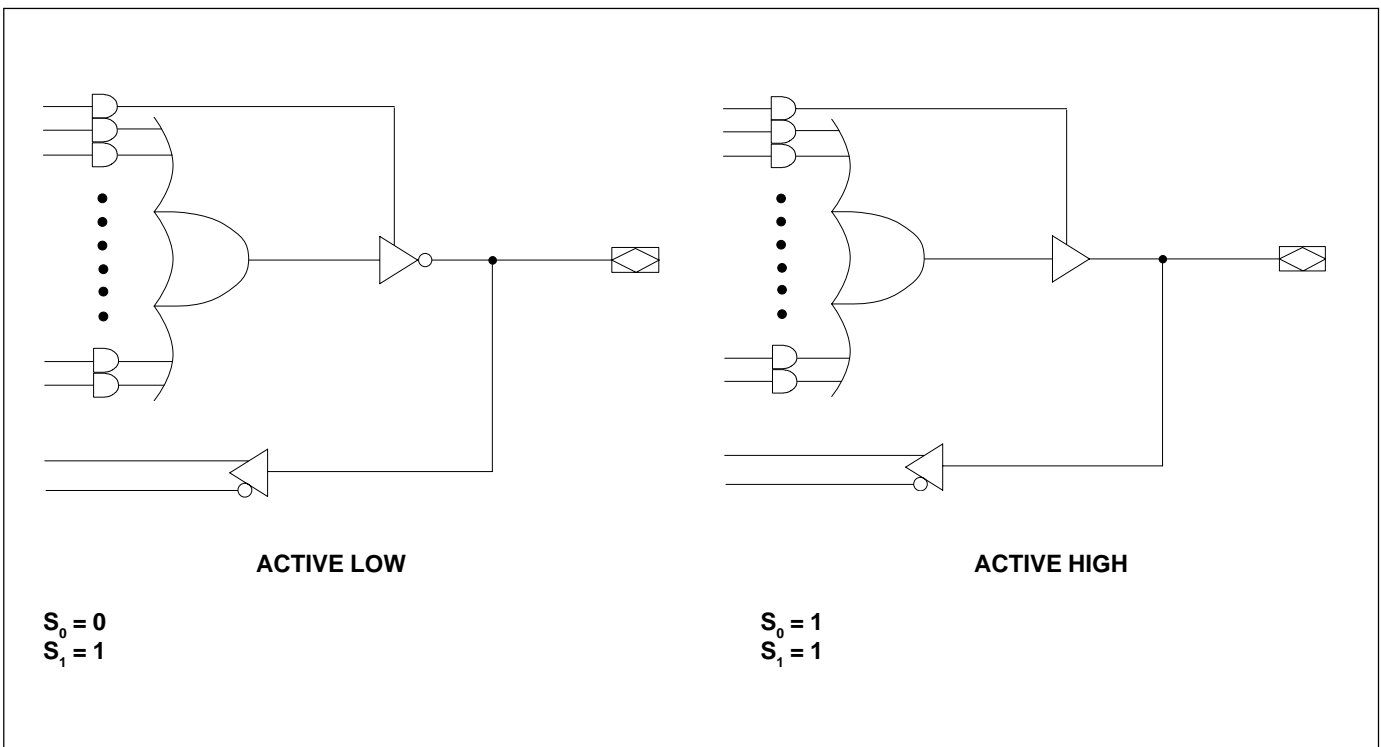 ACTIVE LOW
ACTIVE HIGH
S₀ = 0
S₁ = 1
S₀ = 1
S₁ = 1